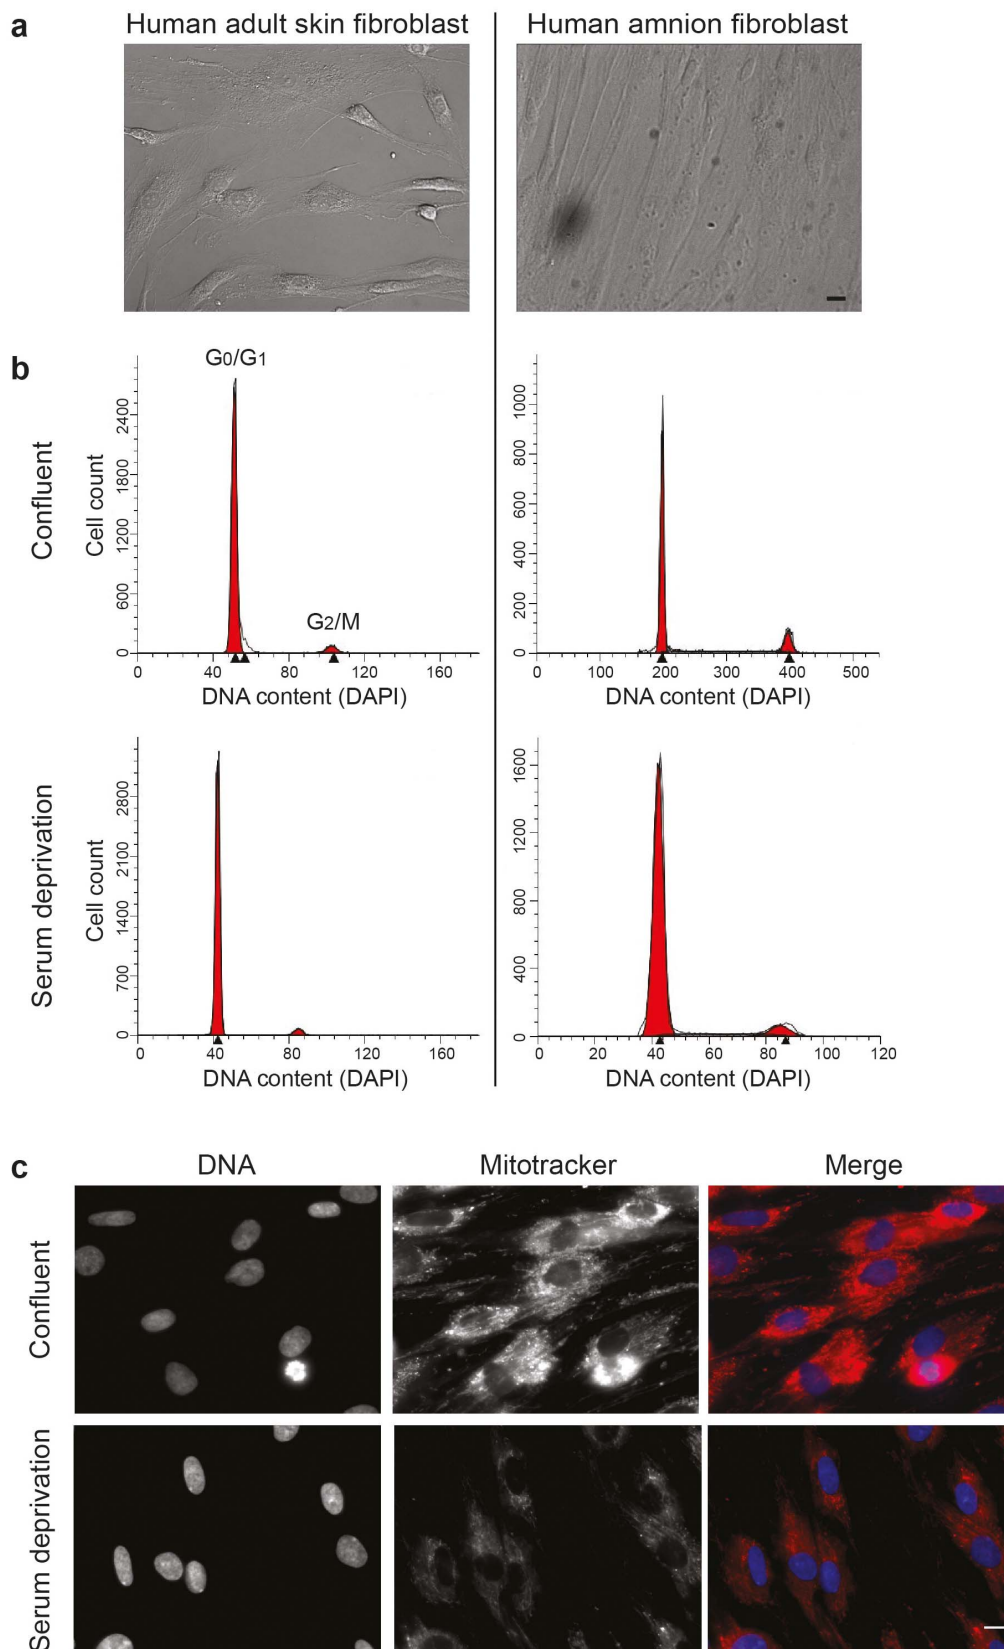 a
Human adult skin fibroblast
Human amnion fibroblast
b
Confluent
Cell count
2400
1800
1200
600
0
G0/G1
G2/M
0 40 80 120 160
DNA content (DAPI)
1000
800
600
400
200
0
0 100 200 300 400 500
DNA content (DAPI)
Serum deprivation
Cell count
2800
2100
1400
700
0
0 40 80 120 160
DNA content (DAPI)
1600
1200
800
400
0
0 20 40 60 80 100 120
DNA content (DAPI)
c
DNA
Mitotracker
Merge
Confluent
Serum deprivation